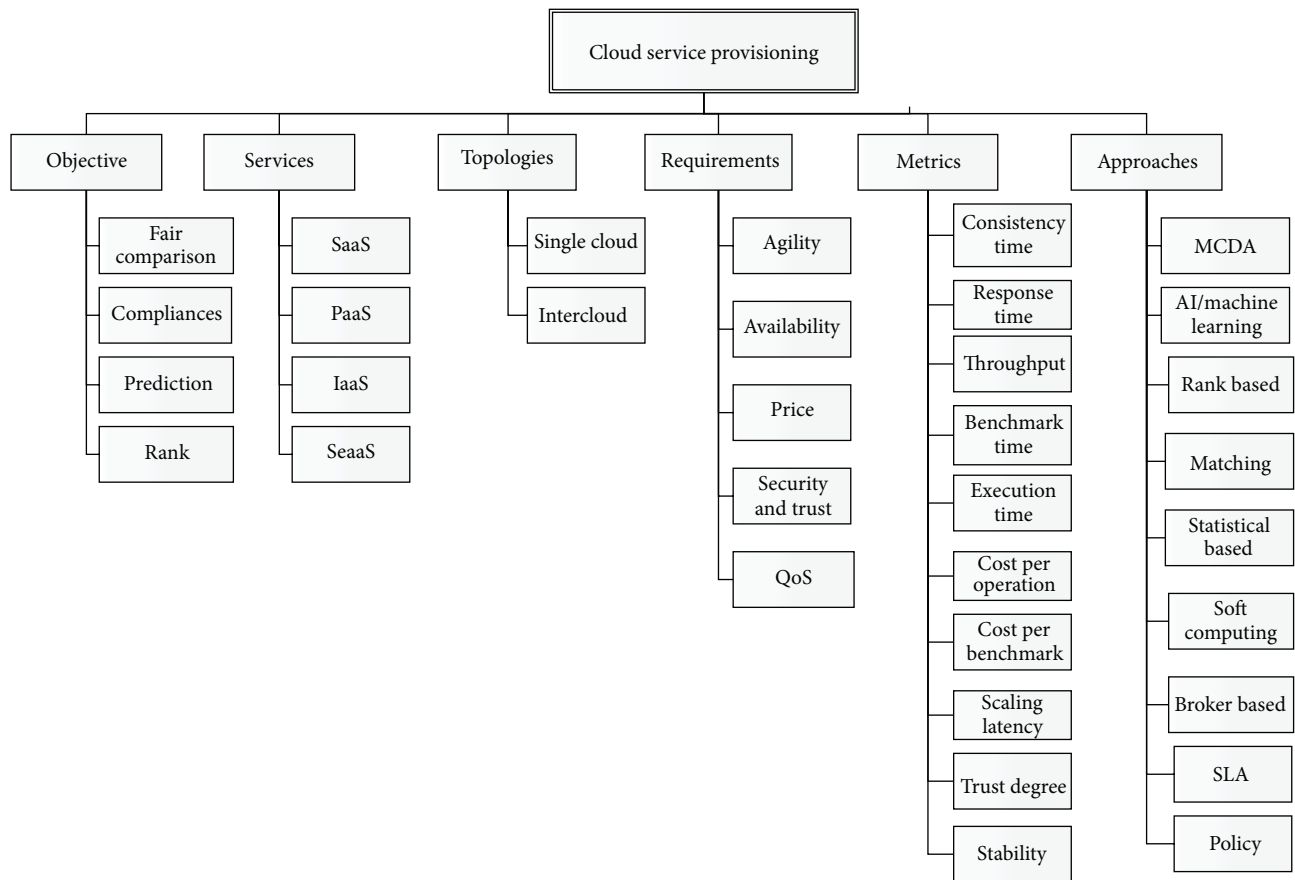 Cloud service provisioning
Objective
Services
Topologies
Requirements
Metrics
Approaches
Fair
comparison
Compliances
Prediction
Rank
SaaS
PaaS
IaaS
SeaaS
Single cloud
Intercloud
Agility
Availability
Price
Security
and trust
QoS
Consistency
time
Response
time
Throughput
Benchmark
time
Execution
time
Cost per
operation
Cost per
benchmark
Scaling
latency
Trust degree
Stability
MCDA
AI/machine
learning
Rank based
Matching
Statistical
based
Soft
computing
Broker based
SLA
Policy